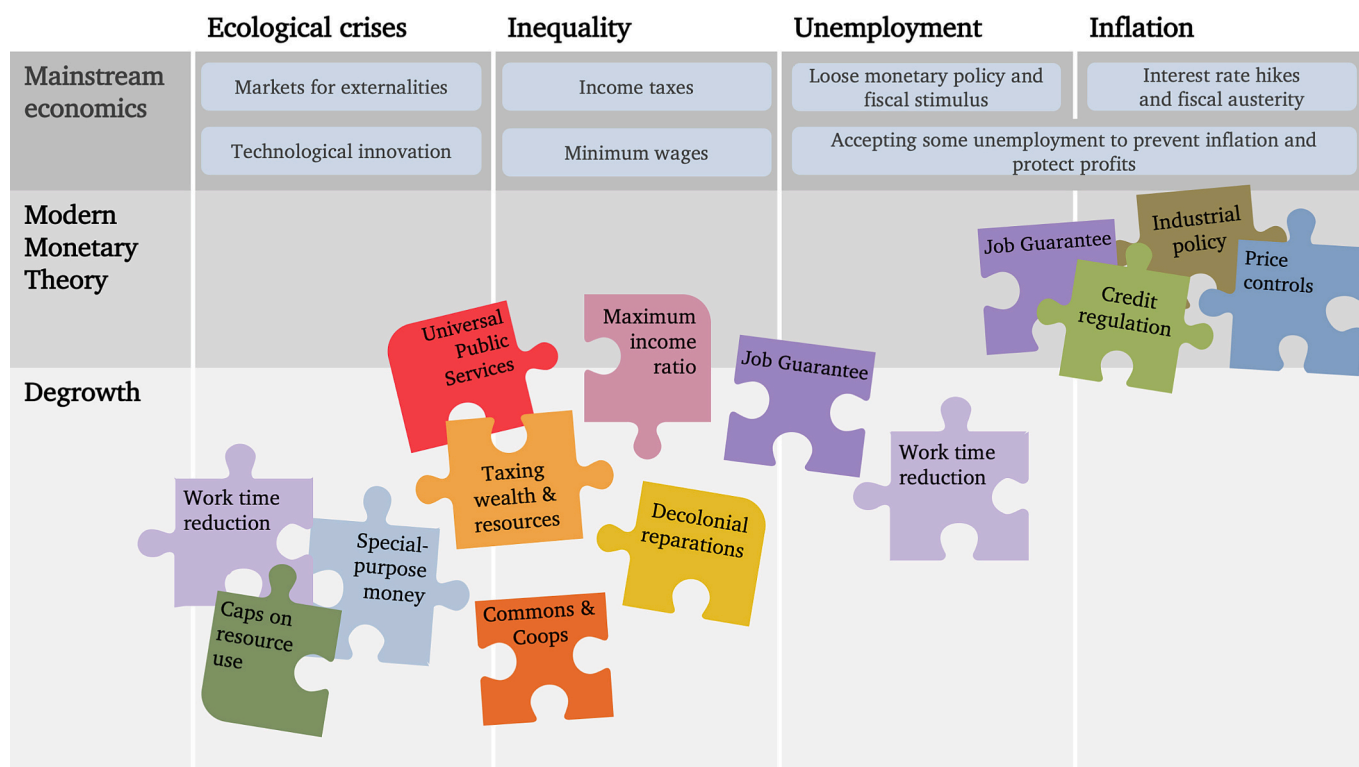 Ecological crises
Inequality
Unemployment
Inflation
Mainstream
economics
Markets for externalities
Income taxes
Loose monetary policy and
fiscal stimulus
Interest rate hikes
and fiscal austerity
Technological innovation
Minimum wages
Accepting some unemployment to prevent inflation and
protect profits
Modern
Monetary
Theory
Job Guarantee
Industrial
policy
Price
controls
Credit
regulation
Universal
Public
Services
Maximum
income
ratio
Job Guarantee
Degrowth
Work time
reduction
Taxing
wealth &
resources
Work time
reduction
Decolonial
reparations
Special-
purpose
money
Caps on
resource
use
Commons &
Coops